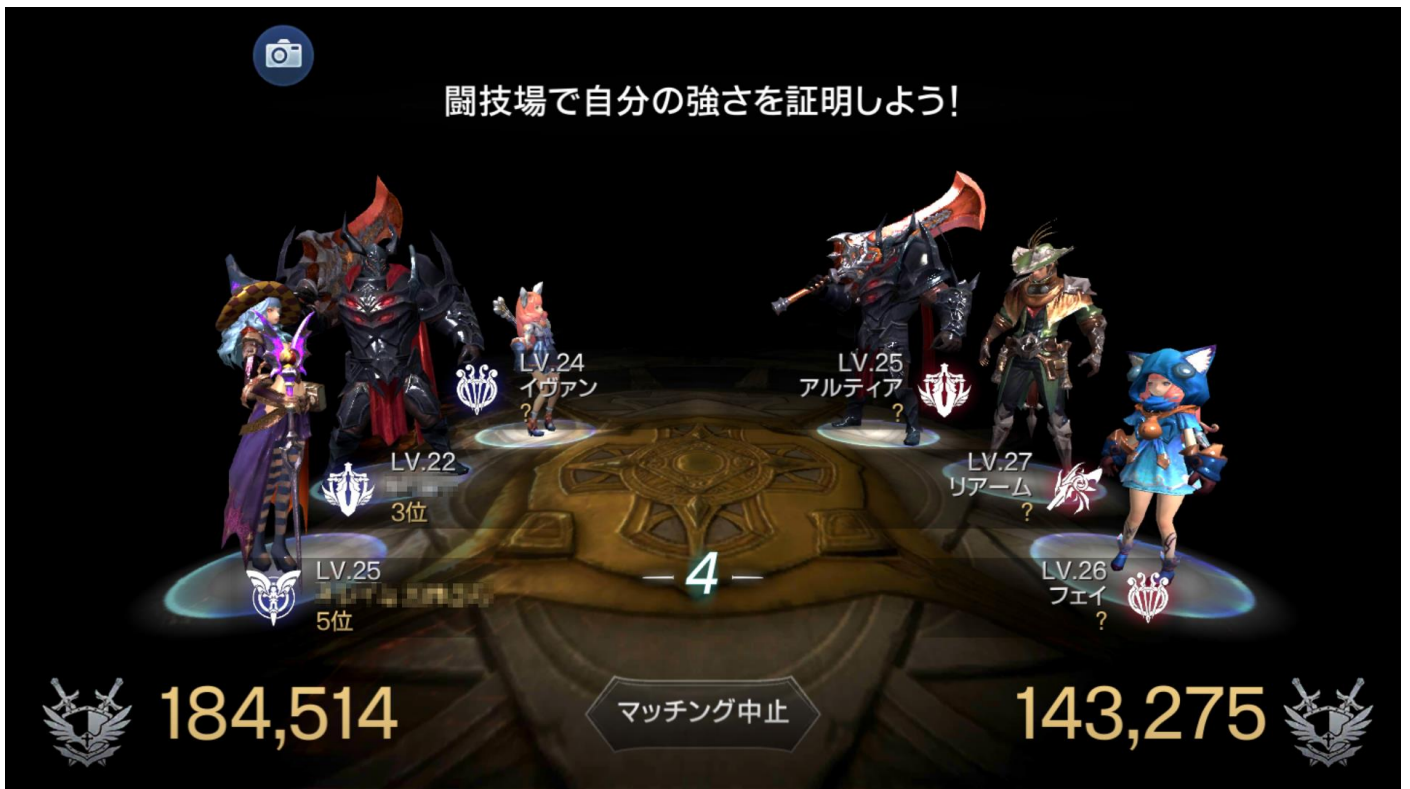 闘技場で自分の強さを証明しよう!
LV.24
イヴァン
?
LV.22
3位
LV.25
5位
LV.25
アルティア
?
LV.27
リアーム
?
LV.26
フェイ
?
4
184,514
マッチング中止
143,275